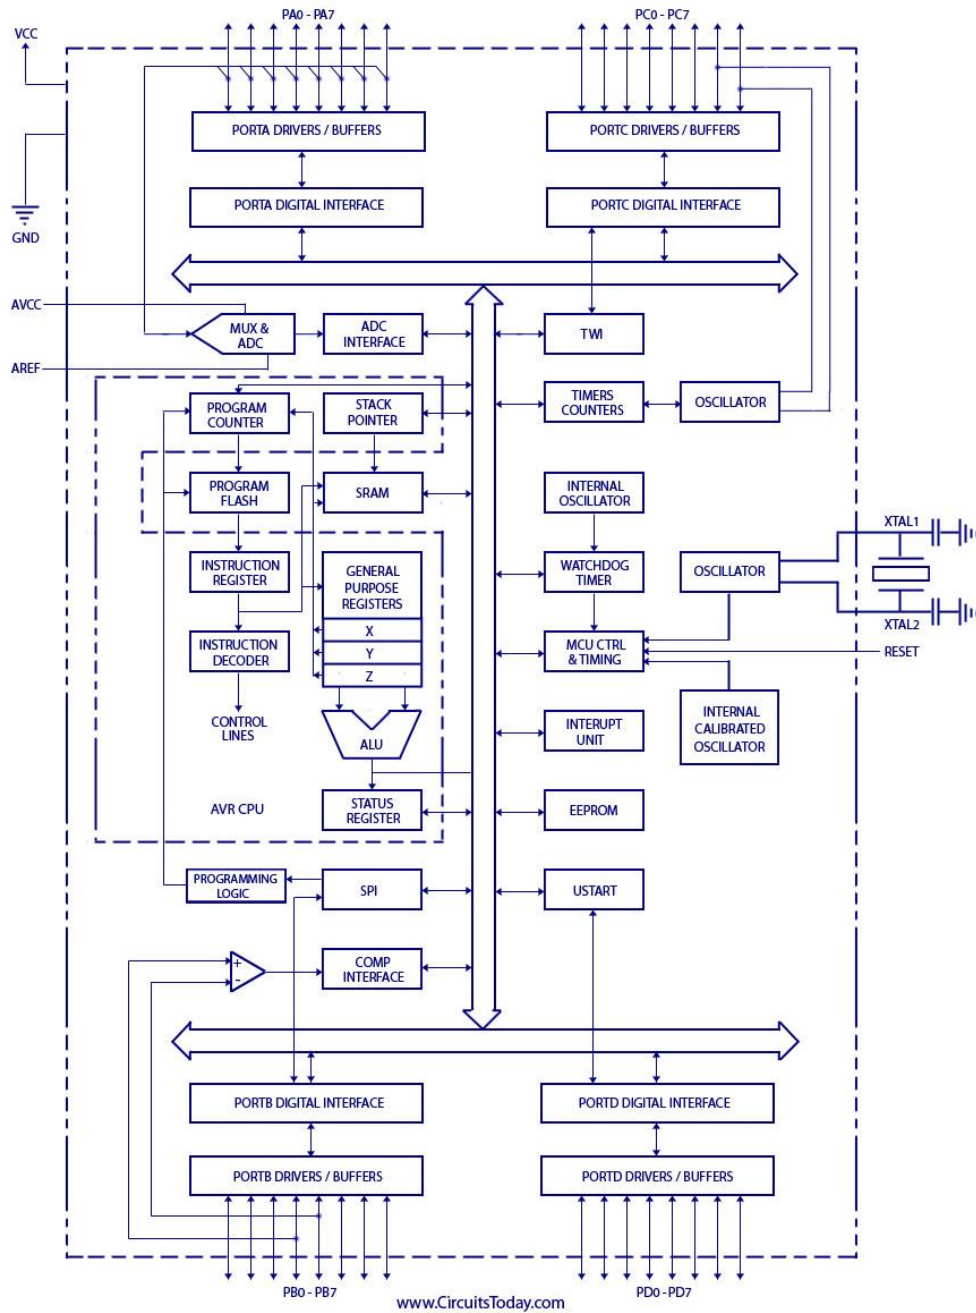 PA0 - PA7
PC0 - PC7
VCC
PORTA DRIVERS / BUFFERS
PORTC DRIVERS / BUFFERS
PORTA DIGITAL INTERFACE
PORTC DIGITAL INTERFACE
GND
AVCC
MUX &
ADC
ADC
INTERFACE
TWI
AREF
PROGRAM
COUNTER
STACK
POINTER
TIMERS
COUNTERS
OSCILLATOR
PROGRAM
FLASH
SRAM
INTERNAL
OSCILLATOR
XTAL1
INSTRUCTION
REGISTER
GENERAL
PURPOSE
REGISTERS
WATCHDOG
TIMER
OSCILLATOR
XTAL2
X
Y
Z
INSTRUCTION
DECODER
MCU CTRL
& TIMING
RESET
CONTROL
LINES
ALU
INTERUPT
UNIT
INTERNAL
CALIBRATED
OSCILLATOR
AVR CPU
STATUS
REGISTER
EEPROM
PROGRAMMING
LOGIC
SPI
USTART
+
-
COMP
INTERFACE
PORTB DIGITAL INTERFACE
PORTD DIGITAL INTERFACE
PORTB DRIVERS / BUFFERS
PORTD DRIVERS / BUFFERS
PB0 - PB7
PD0 - PD7
www.CircuitsToday.com